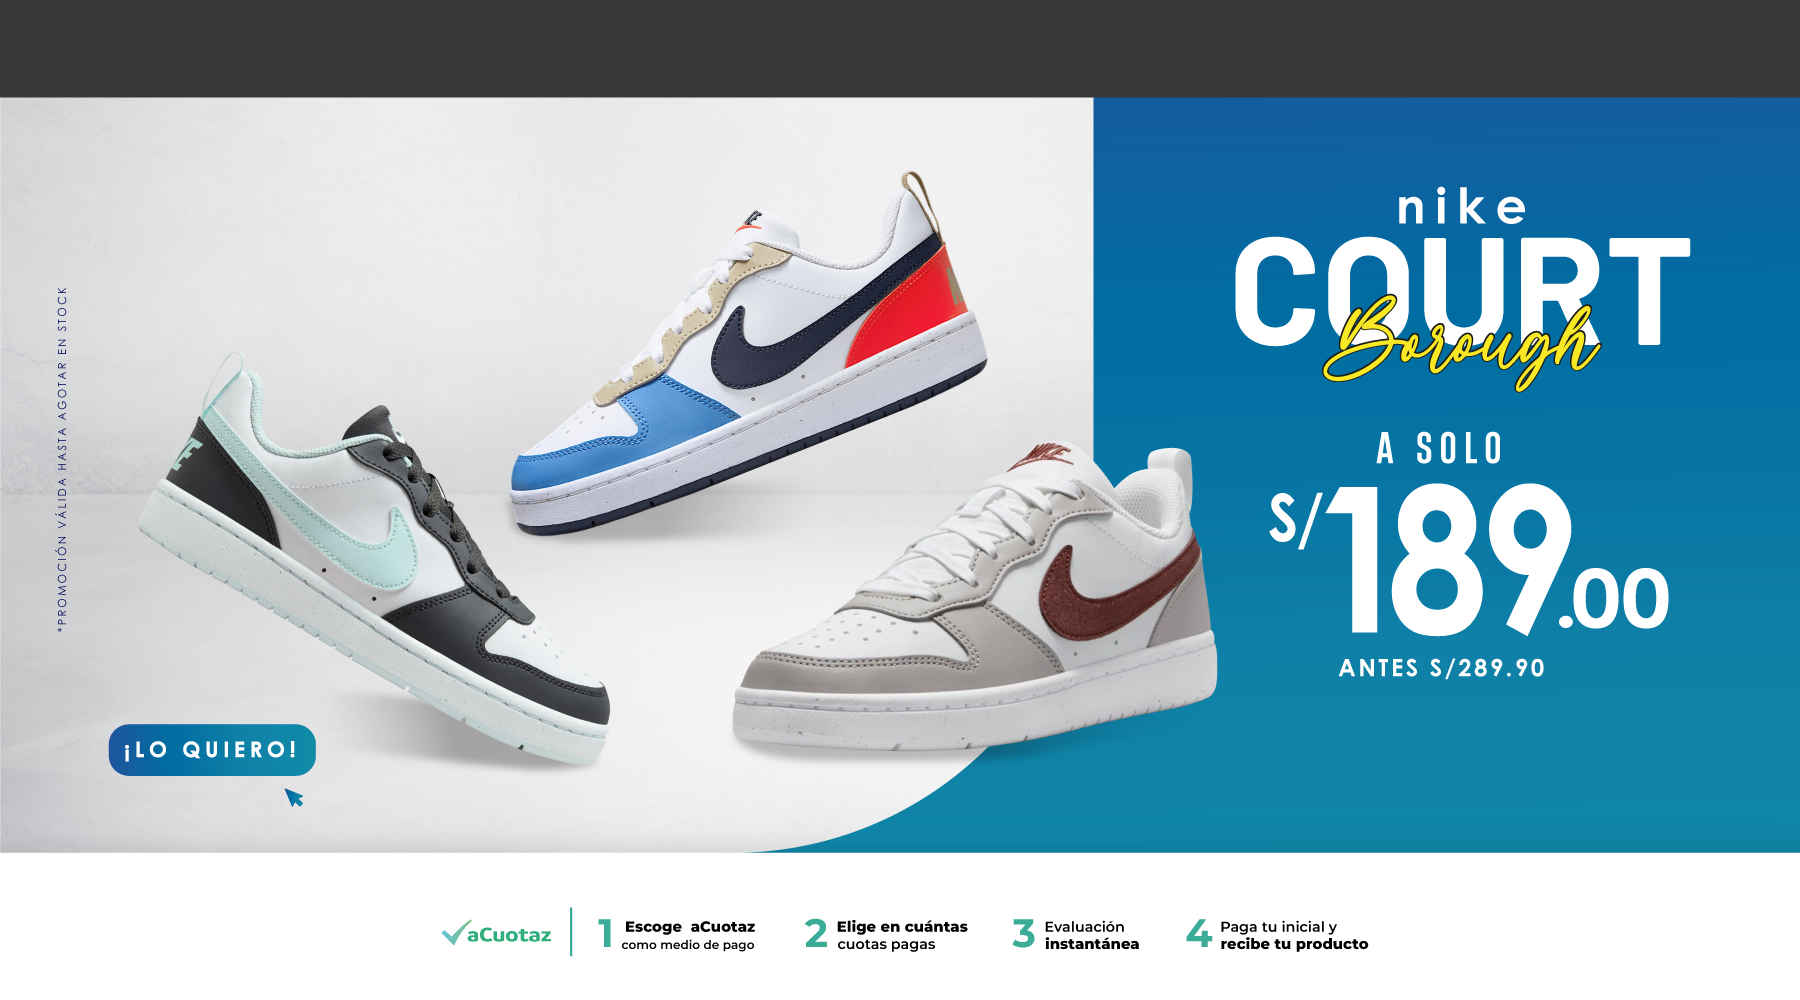 nike
COURT
Borough
A SOLO
S/189.00
ANTES S/289.90
*PROMOCIÓN VÁLIDA HASTA AGOTAR EN STOCK
NIKE
¡LO QUIERO!
aCuotaz
1 Escoge aCuotaz
como medio de pago
2 Elige en cuántas
cuotas pagas
3 Evaluación
instantánea
4 Paga tu inicial y
recibe tu producto